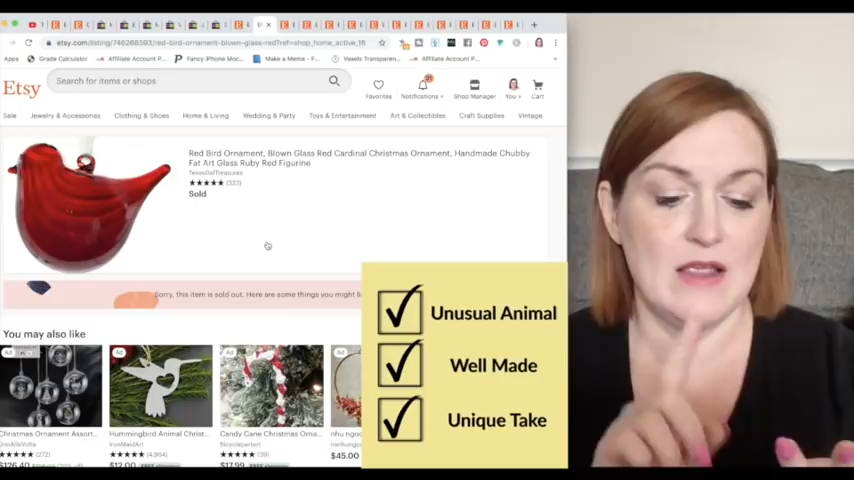 etsy.com/listing/746266593/red-bird-ornament-blown-glass-red?ref=shop_home_active_16
Apps
Grade Calculator
Affiliate Account P...
Fancy iPhone Moc...
Make a Meme - F...
Vexels Transparen...
Affiliate Account P...
Etsy
Search for items or shops
21
Favorites
Notifications
Shop Manager
You
Cart
Sale
Jewelry & Accessories
Clothing & Shoes
Home & Living
Wedding & Party
Toys & Entertainment
Art & Collectibles
Craft Supplies
Vintage
Red Bird Ornament, Blown Glass Red Cardinal Christmas Ornament, Handmade Chubby
Fat Art Glass Ruby Red Figurine
TexasGalTreasures
(323)
Sold
Sorry, this item is sold out. Here are some things you might li
Unusual Animal
Well Made
Unique Take
You may also like
Ad
Ad
Ad
Ad
Christmas Ornament Assort...
Hummingbird Animal Christ...
IronMaidArt
(4,954)
$12.00
Candy Cane Christmas Orna...
(39)
$17.99
nhu ngoc
$45.00
(272)
$126.40